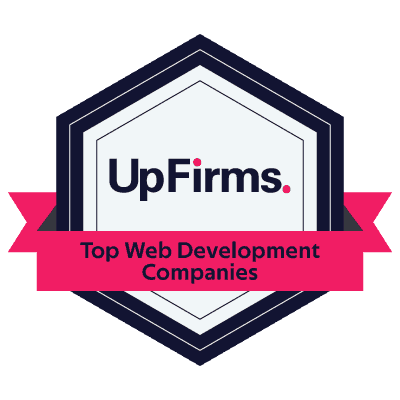 UpFirms.
Top Web Development
Companies